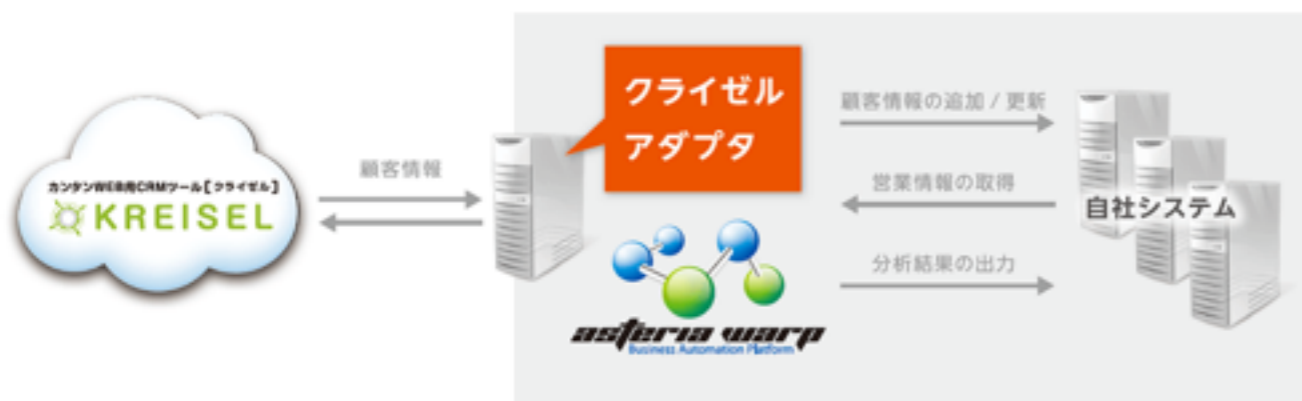 カンタンWEB用CRMツール[クライゼル]
KREISEL
顧客情報
クライゼル
アダプタ
asteria warp
Business Automation Platform
顧客情報の追加 / 更新
営業情報の取得
分析結果の出力
自社システム